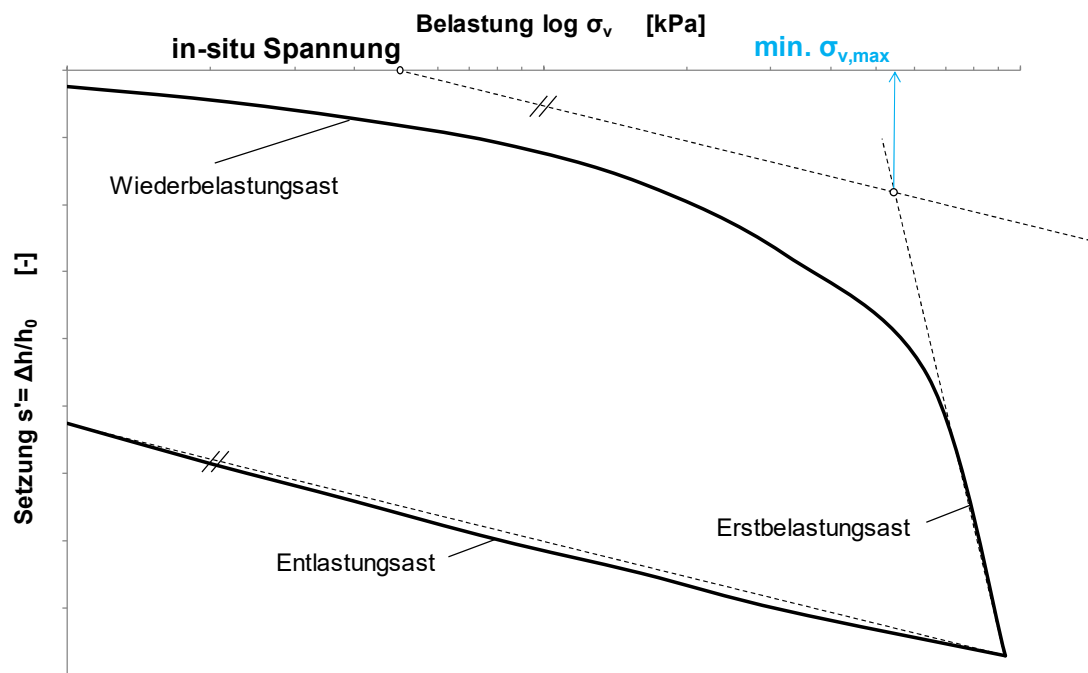 Belastung log σv [kPa]
in-situ Spannung
min. σv,max
Wiederbelastungsast
Setzung s'= Δh/h0 [-]
Erstbelastungsast
Entlastungsast